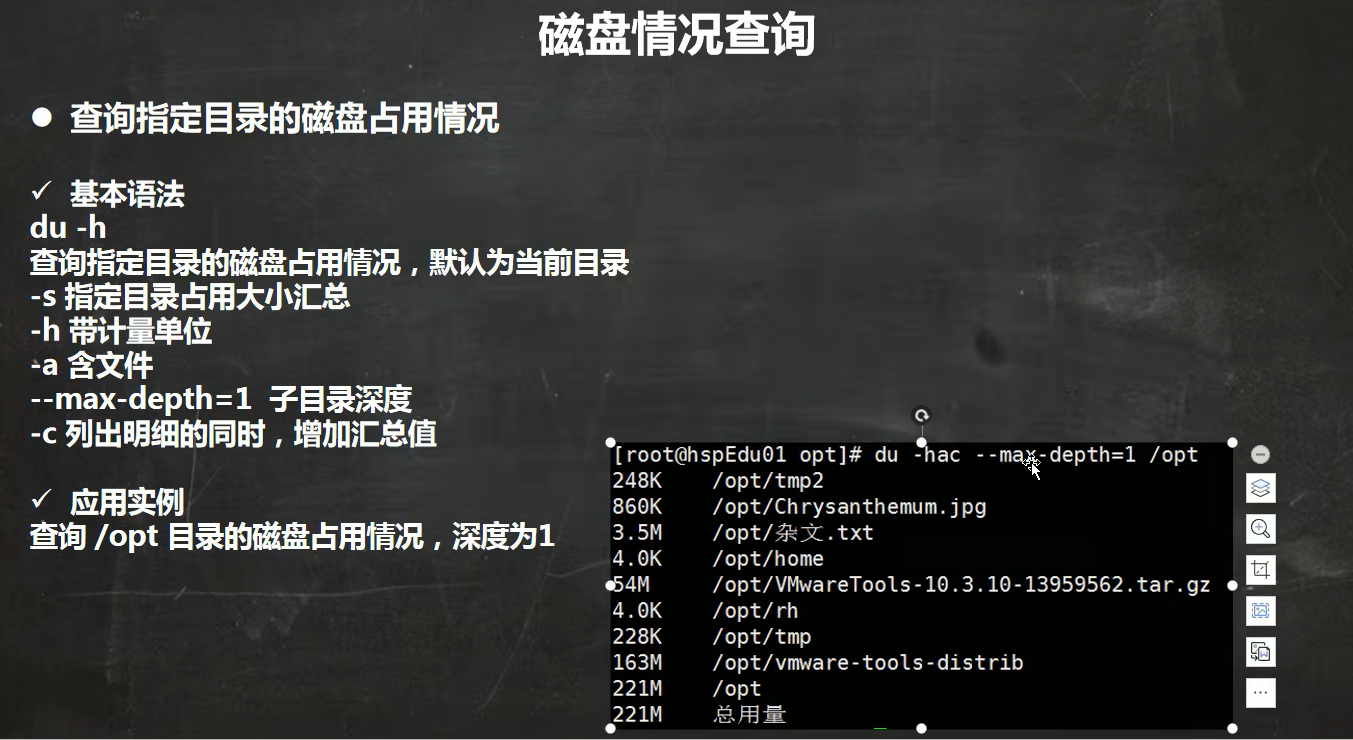 磁盘情况查询
● 查询指定目录的磁盘占用情况
✓ 基本语法
du -h
查询指定目录的磁盘占用情况，默认为当前目录
-s 指定目录占用大小汇总
-h 带计量单位
-a 含文件
--max-depth=1 子目录深度
-c 列出明细的同时，增加汇总值
✓ 应用实例
查询 /opt 目录的磁盘占用情况，深度为1
[root@hspEdu01 opt]# du -hac --max-depth=1 /opt
248K /opt/tmp2
860K /opt/Chrysanthemum.jpg
3.5M /opt/杂文.txt
4.0K /opt/home
54M /opt/VMwareTools-10.3.10-13959562.tar.gz
4.0K /opt/rh
228K /opt/tmp
163M /opt/vmware-tools-distrib
221M /opt
221M 总用量